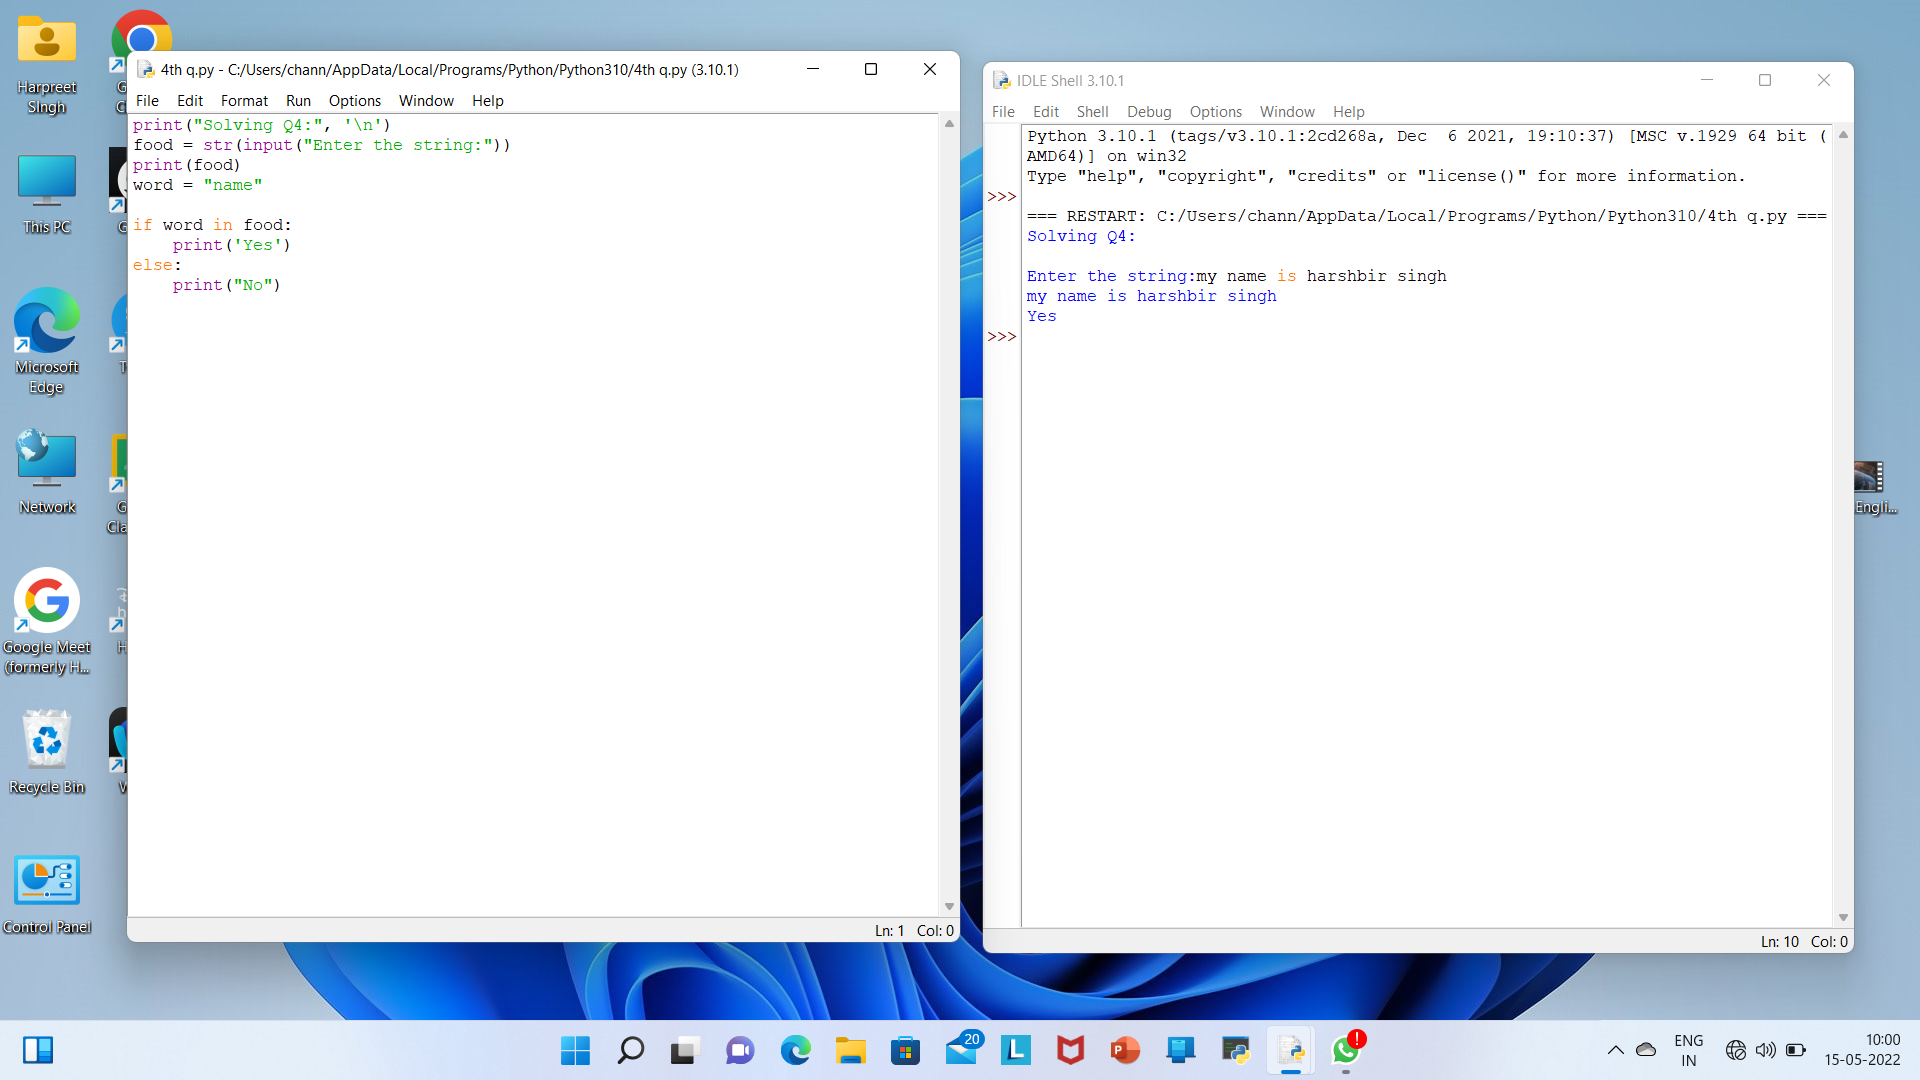 Harpreet
SIngh
This PC
Microsoft
Edge
Network
Google Meet
(formerly H...
Recycle Bin
Control Panel
4th q.py - C:/Users/chann/AppData/Local/Programs/Python/Python310/4th q.py (3.10.1)
File Edit Format Run Options Window Help
print("Solving Q4:", '\n')
food = str(input("Enter the string:"))
print(food)
word = "name"
if word in food:
    print('Yes')
else:
    print("No")
Ln: 1 Col: 0
IDLE Shell 3.10.1
File Edit Shell Debug Options Window Help
Python 3.10.1 (tags/v3.10.1:2cd268a, Dec  6 2021, 19:10:37) [MSC v.1929 64 bit (
AMD64)] on win32
Type "help", "copyright", "credits" or "license()" for more information.
>>>
=== RESTART: C:/Users/chann/AppData/Local/Programs/Python/Python310/4th q.py ===
Solving Q4:
Enter the string:my name is harshbir singh
my name is harshbir singh
Yes
>>>
Ln: 10 Col: 0
Engli...
20
ENG
IN
10:00
15-05-2022